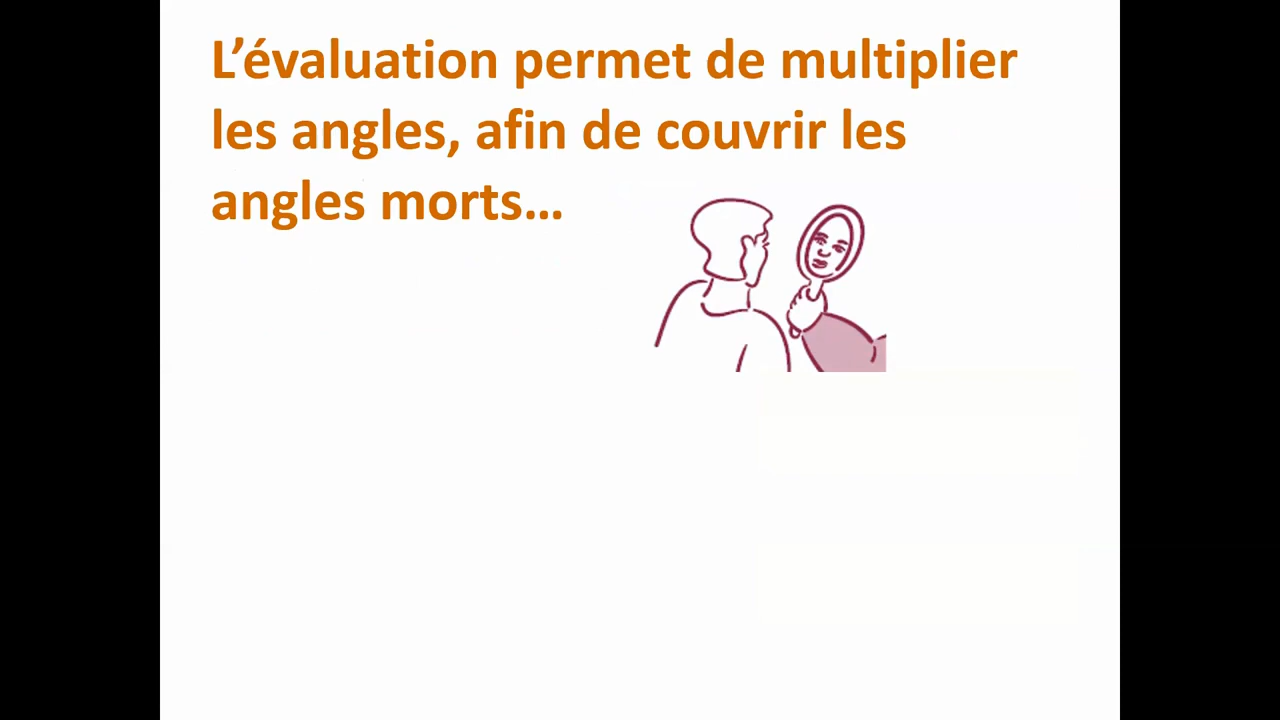 L’évaluation permet de multiplier
les angles, afin de couvrir les
angles morts…